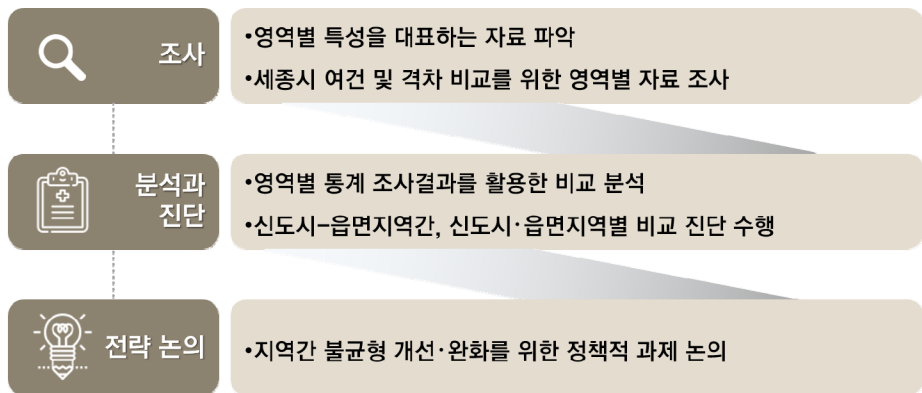 조사
•영역별 특성을 대표하는 자료 파악
•세종시 여건 및 격차 비교를 위한 영역별 자료 조사
분석과
진단
•영역별 통계 조사결과를 활용한 비교 분석
•신도시-읍면지역간, 신도시·읍면지역별 비교 진단 수행
전략 논의
•지역간 불균형 개선·완화를 위한 정책적 과제 논의